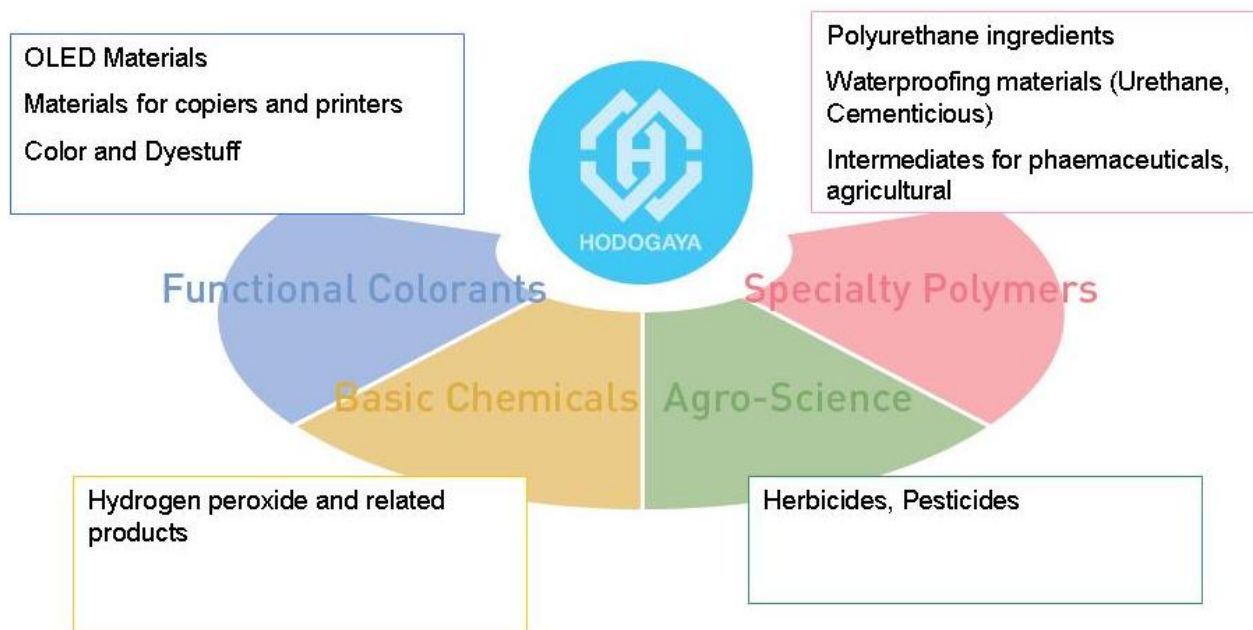 OLED Materials
Materials for copiers and printers
Color and Dyestuff
HODOGAYA
Polyurethane ingredients
Waterproofing materials (Urethane,
Cementicious)
Intermediates for phaemaceuticals,
agricultural
Functional Colorants
Specialty Polymers
Basic Chemicals
Agro-Science
Hydrogen peroxide and related
products
Herbicides, Pesticides